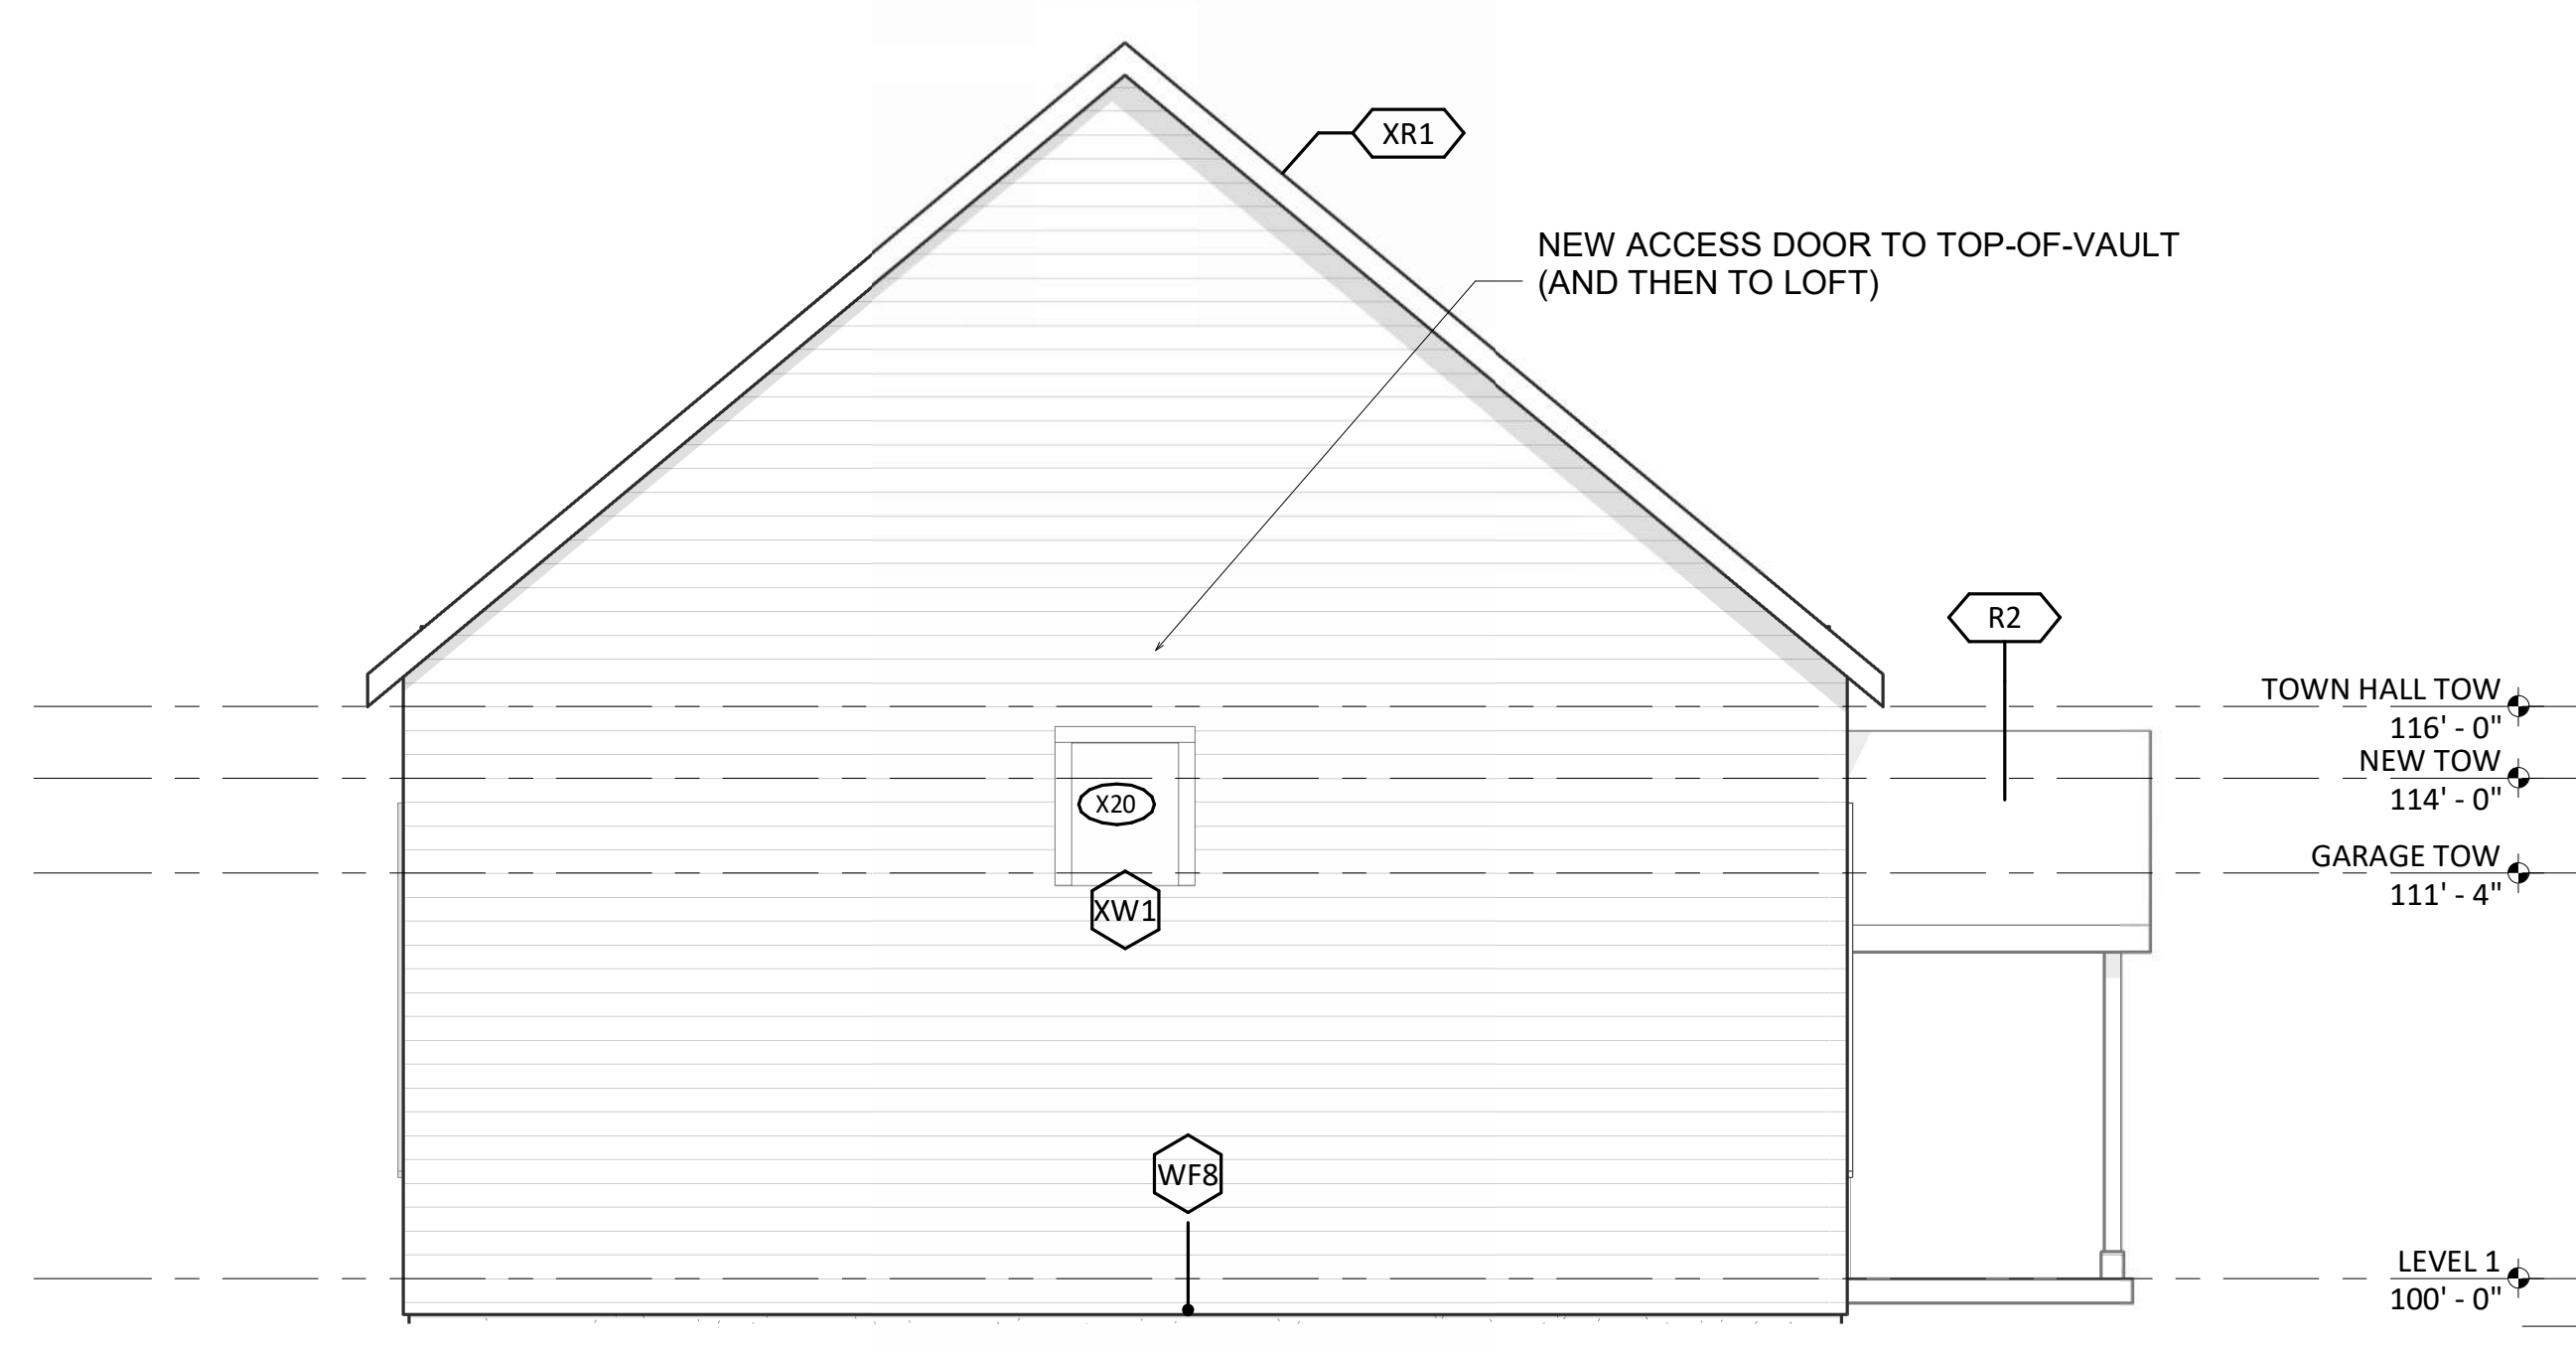 XR1
NEW ACCESS DOOR TO TOP-OF-VAULT
(AND THEN TO LOFT)
R2
TOWN HALL TOW
116' - 0"
NEW TOW
114' - 0"
X20
GARAGE TOW
111' - 4"
XW1
WF8
LEVEL 1
100' - 0"